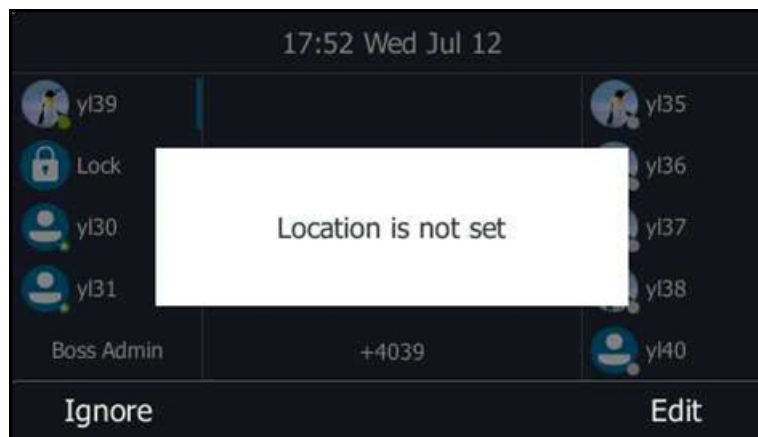 17:52 Wed Jul 12
yl39
yl35
Lock
yl36
yl30
Location is not set
yl37
yl31
yl38
Boss Admin
+4039
yl40
Ignore
Edit